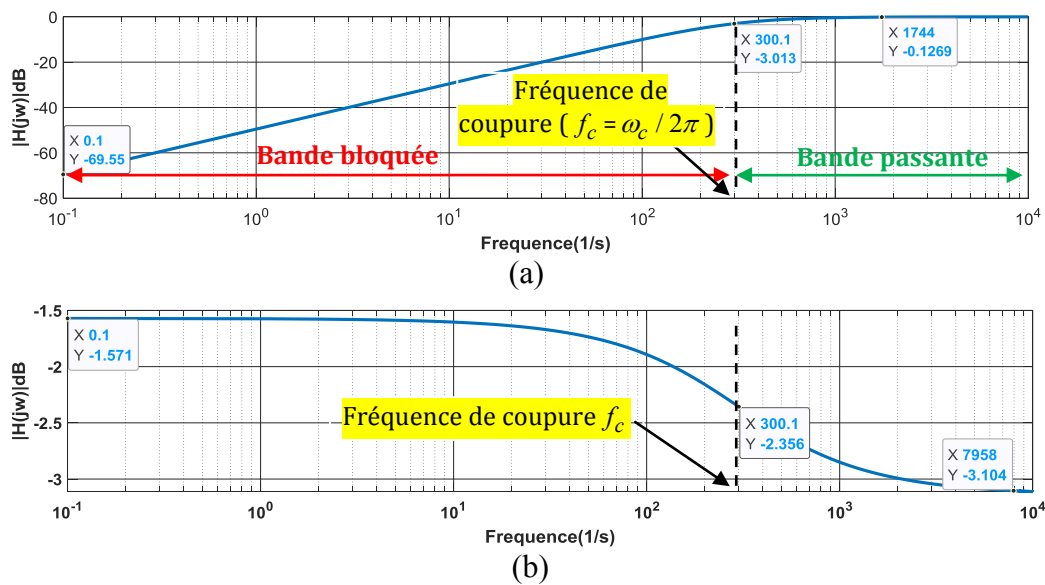 |H(jw)|dB
0
-20
-40
-60
-80
X 0.1
Y -69.55
X 300.1
Y -3.013
X 1744
Y -0.1269
Fréquence de
coupure ( f_c = ω_c / 2π )
Bande bloquée
Bande passante
10^-1
10^0
10^1
10^2
10^3
10^4
Frequence(1/s)
(a)
|H(jw)|dB
-1.5
-2
-2.5
-3
X 0.1
Y -1.571
Fréquence de coupure f_c
X 300.1
Y -2.356
X 7958
Y -3.104
10^-1
10^0
10^1
10^2
10^3
10^4
Frequence(1/s)
(b)